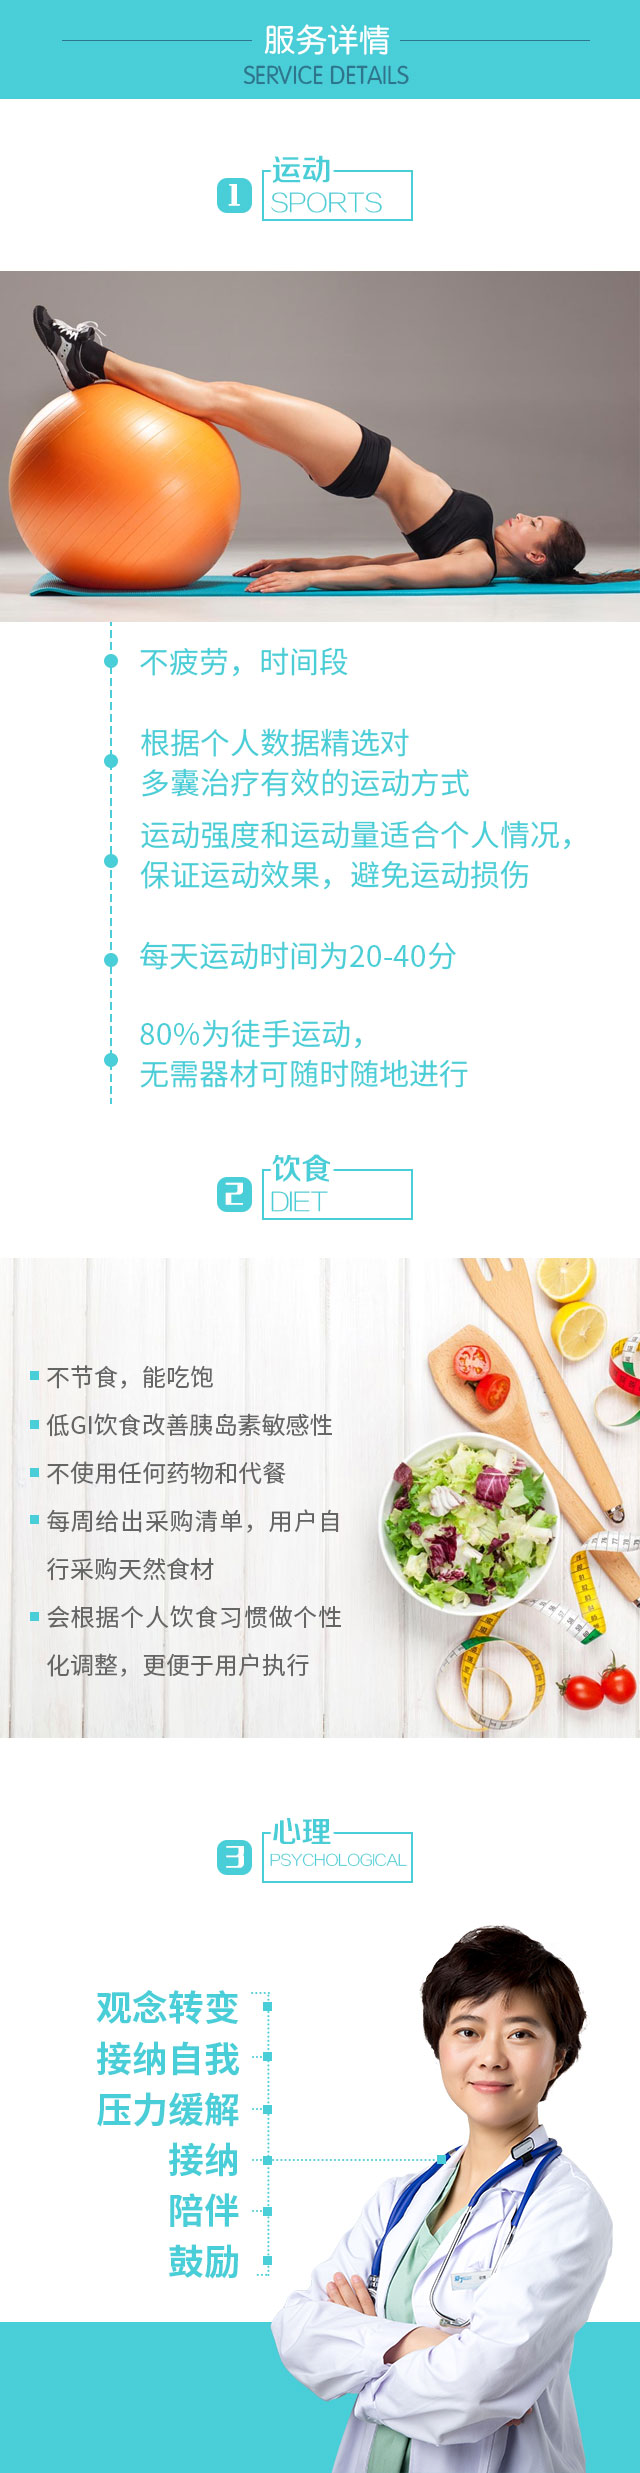 服务详情
SERVICE DETAILS
1
运动
SPORTS
不疲劳，时间段
根据个人数据精选对
多囊治疗有效的运动方式
运动强度和运动量适合个人情况，
保证运动效果，避免运动损伤
每天运动时间为20-40分
80%为徒手运动，
无需器材可随时随地进行
2
饮食
DIET
不节食，能吃饱
低GI饮食改善胰岛素敏感性
不使用任何药物和代餐
每周给出采购清单，用户自
行采购天然食材
会根据个人饮食习惯做个性
化调整，更便于用户执行
3
心理
PSYCHOLOGICAL
观念转变
接纳自我
压力缓解
接纳
陪伴
鼓励